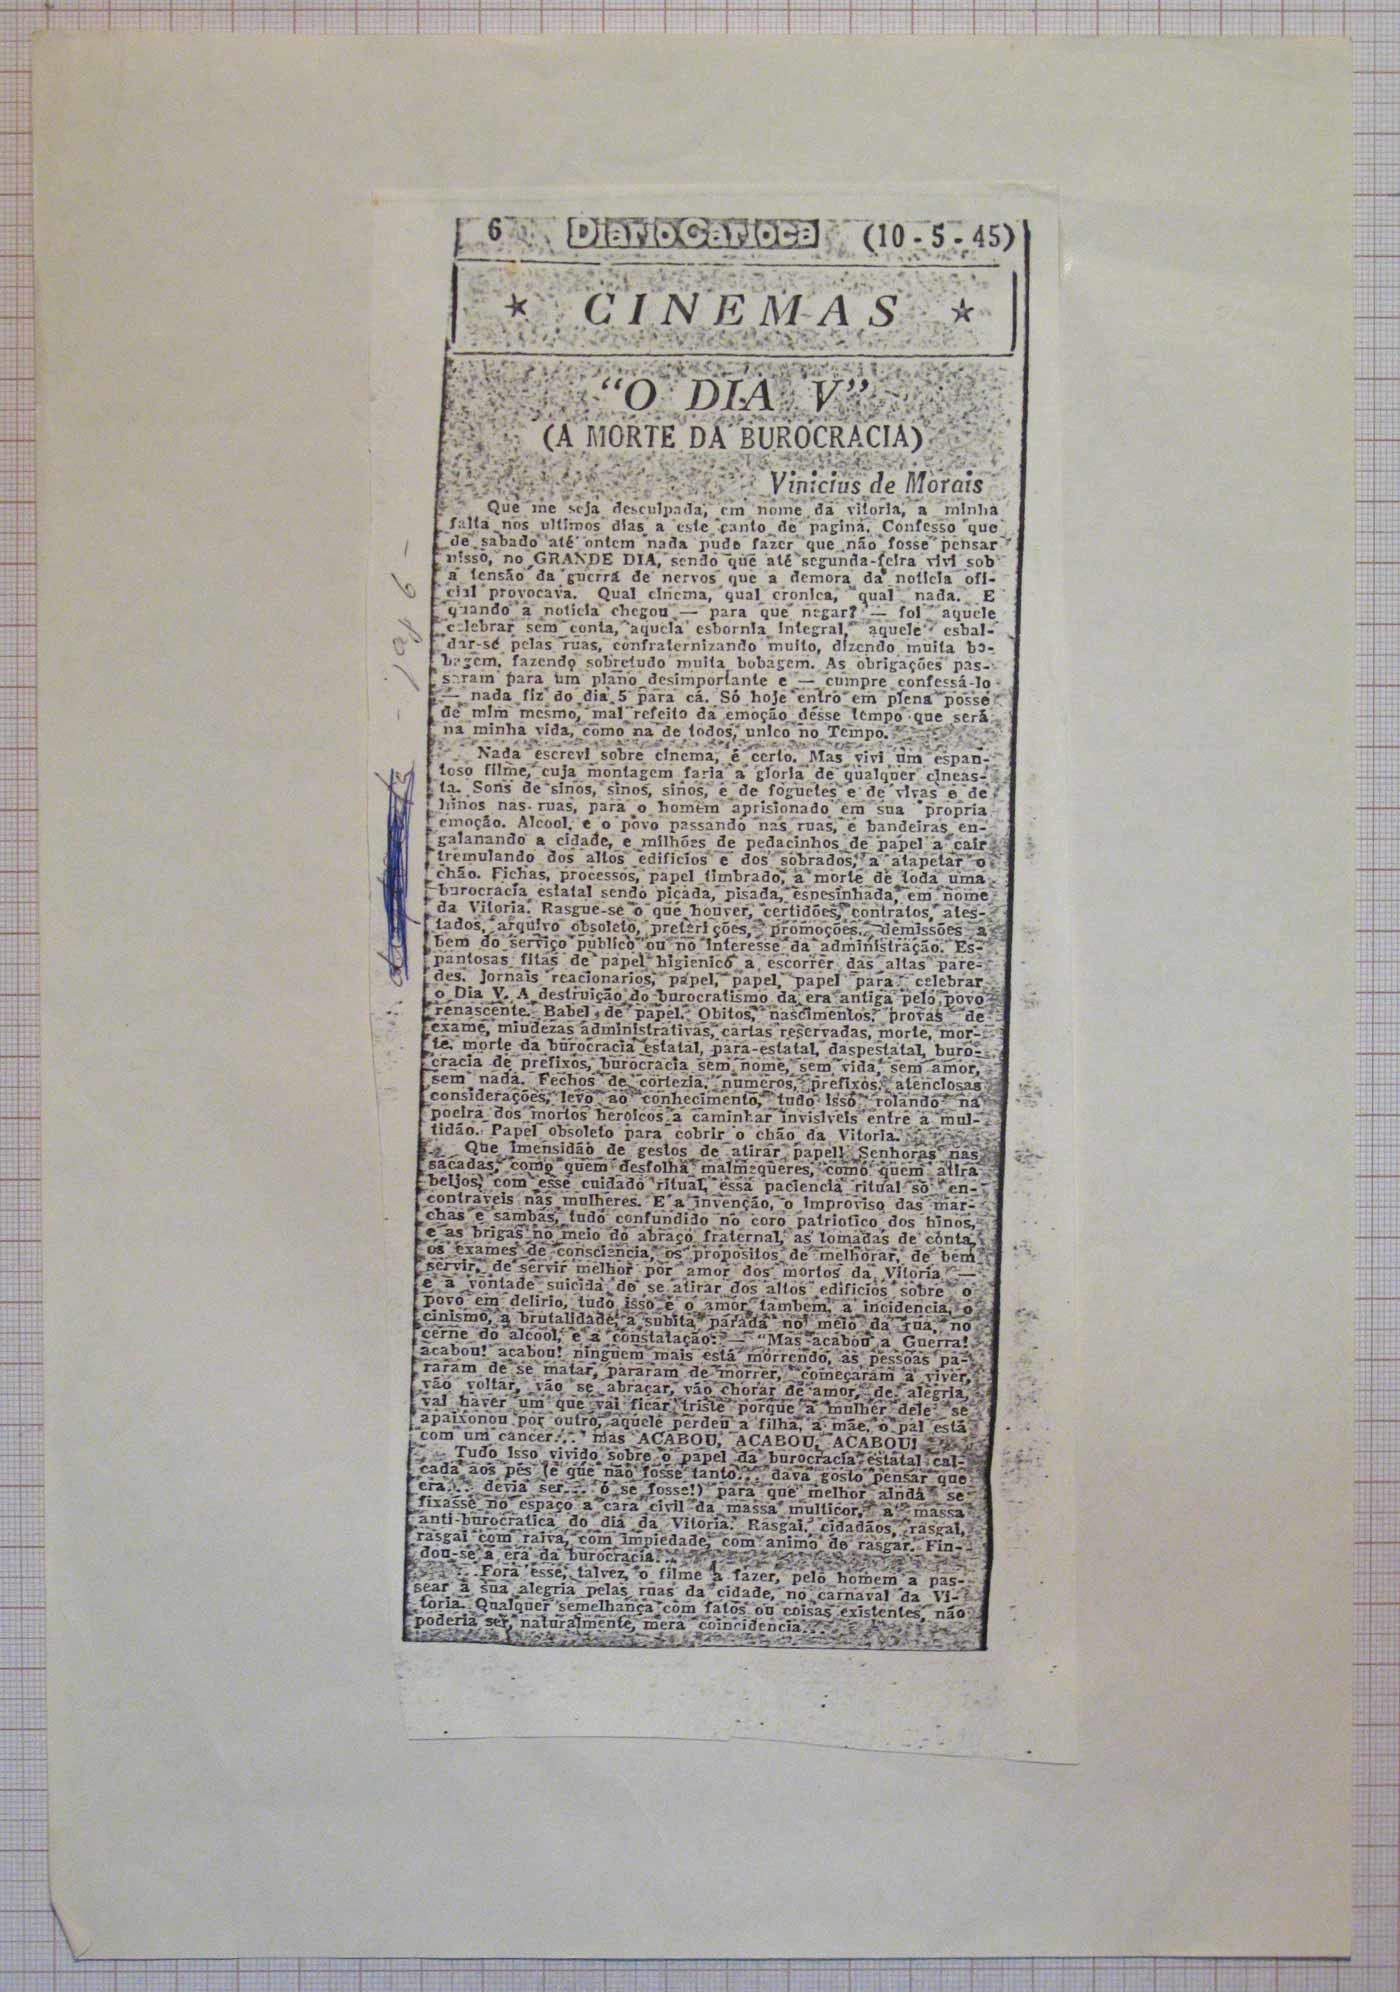 6 Diario Carioca (10-5-45)
★ CINEMAS ★
"O DIA V"
(A MORTE DA BUROCRACIA)
Vinicius de Morais
Que me seja desculpada, em nome da vitoria, a minha
falta nos ultimos dias a este canto de pagina. Confesso que
de sabado até ontem nada pude fazer que não fosse pensar
nisso, no GRANDE DIA, sendo que até segunda-feira vivi sob
a tensão da guerra de nervos que a demora da noticia ofi-
cial provocava. Qual cinema, qual cronica, qual nada. E
quando a noticia chegou — para que negar? — foi aquele
celebrar sem conta, aquela esbornia integral, aquele esbal-
dar-se pelas ruas, confraternizando muito, dizendo muita bo-
bagem, fazendo sobretudo muita bobagem. As obrigações pas-
saram para um plano desimportante e — cumpre confessá-lo
— nada fiz do dia 5 para cá. Só hoje entro em plena posse
de mim mesmo, mal refeito da emoção desse tempo que será
na minha vida, como na de todos, unico no Tempo.
Nada escrevi sobre cinema, é certo. Mas vivi um espan-
toso filme, cuja montagem faria a gloria de qualquer cineas-
ta. Sons de sinos, sinos, sinos, e de foguetes e de vivas e de
hinos nas ruas, para o homem aprisionado em sua propria
emoção. Alcool, e o povo passando nas ruas, e bandeiras en-
galanando a cidade, e milhões de pedacinhos de papel a cair
tremulando dos altos edificios e dos sobrados, a atapetar o
chão. Fichas, processos, papel timbrado, a morte de toda uma
burocracia estatal sendo picada, pisada, espesinhada, em nome
da Vitoria. Rasgue-se o que houver, certidões, contratos, ates-
tados, arquivo obsoleto, preterições, promoções, demissões a
bem do serviço publico ou no interesse da administração. Es-
pantosas fitas de papel higienico a escorrer das altas pare-
des. Jornais reacionarios, papel, papel, papel para celebrar
o Dia V. A destruição do burocratismo da era antiga pelo povo
renascente. Babel de papel. Obitos, nascimentos, provas de
exame, miudezas administrativas, cartas reservadas, morte, mor-
te, morte da burocracia estatal, para-estatal, daspestatal, buro-
cracia de prefixos, burocracia sem nome, sem vida, sem amor,
sem nada. Fechos de cortezia, numeros, prefixos, atenciosas
considerações, levo ao conhecimento, tudo isso rolando na
poeira dos mortos heroicos a caminhar invisiveis entre a mul-
tidão. Papel obsoleto para cobrir o chão da Vitoria.
Que imensidão de gestos de atirar papel! Senhoras nas
sacadas, como quem desfolha malmequeres, como quem atira
beijos, com esse cuidado ritual, essa paciencia ritual só en-
contraveis nas mulheres. E a invenção, o improviso das mar-
chas e sambas, tudo confundido no coro patriotico dos hinos,
e as brigas no meio do abraço fraternal, as tomadas de conta,
os exames de consciencia, os propositos de melhorar, de bem
servir, de servir melhor por amor dos mortos da Vitoria —
e a vontade suicida de se atirar dos altos edificios sobre o
povo em delirio, tudo isso e o amor tambem, a incidencia, o
cinismo, a brutalidade, a subita parada no meio da rua, no
cerne do alcool, e a constatação: — "Mas acabou a Guerra!
acabou! acabou! ninguem mais está morrendo, as pessoas pa-
raram de se matar, pararam de morrer, começaram a viver,
vão voltar, vão se abraçar, vão chorar de amor, de alegria,
vai haver um que vai ficar triste porque a mulher dele se
apaixonou por outro, aquele perdeu a filha, a mãe, o pai está
com um cancer... mas ACABOU, ACABOU, ACABOU!
Tudo isso vivido sobre o papel da burocracia estatal cal-
cada aos pés (e que não fosse tanto... dava gosto pensar que
era... devia ser... ó se fosse!) para que melhor ainda se
fixasse no espaço a cara civil da massa multicor, a massa
anti-burocratica do dia da Vitoria. Rasgai, cidadãos, rasgai,
rasgai com raiva, com impiedade, com animo de rasgar. Fin-
dou-se a era da burocracia...
Fora esse, talvez, o filme a fazer, pelo homem a pas-
sear a sua alegria pelas ruas da cidade, no carnaval da Vi-
toria. Qualquer semelhança com fatos ou coisas existentes, não
poderia ser, naturalmente, mera coincidencia...